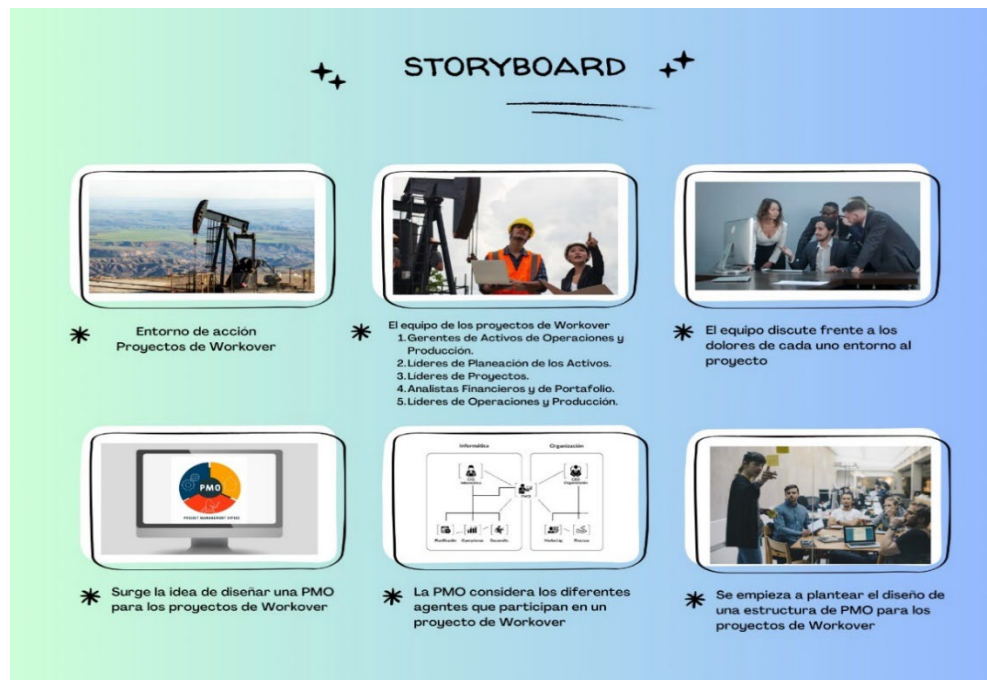 STORYBOARD
Entorno de acción
Proyectos de Workover
El equipo de los proyectos de Workover
1. Gerentes de Activos de Operaciones y
Producción.
2. Líderes de Planeación de los Activos.
3. Líderes de Proyectos.
4. Analistas Financieros y de Portafolio.
5. Líderes de Operaciones y Producción.
El equipo discute frente a los
dolores de cada uno entorno al
proyecto
PMO
PROJECT MANAGEMENT OFFICE
Surge la idea de diseñar una PMO
para los proyectos de Workover
Informática
Organización
PMO
La PMO considera los diferentes
agentes que participan en un
proyecto de Workover
Se empieza a plantear el diseño de
una estructura de PMO para los
proyectos de Workover